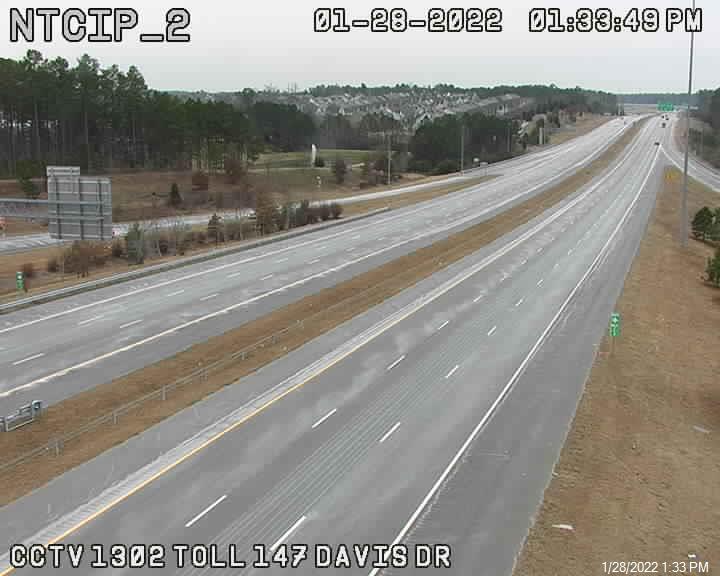 NTCIP_2 01-28-2022 01:33:49 PM
CCTV 1302 TOLL 147 DAVIS DR
1/28/2022 1:33 PM